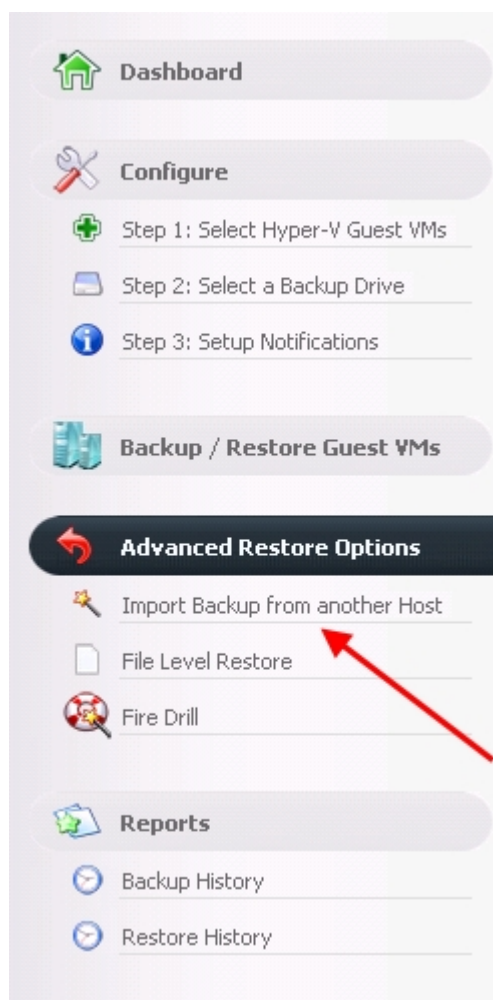 Dashboard
Configure
Step 1: Select Hyper-V Guest VMs
Step 2: Select a Backup Drive
Step 3: Setup Notifications
Backup / Restore Guest VMs
Advanced Restore Options
Import Backup from another Host
File Level Restore
Fire Drill
Reports
Backup History
Restore History